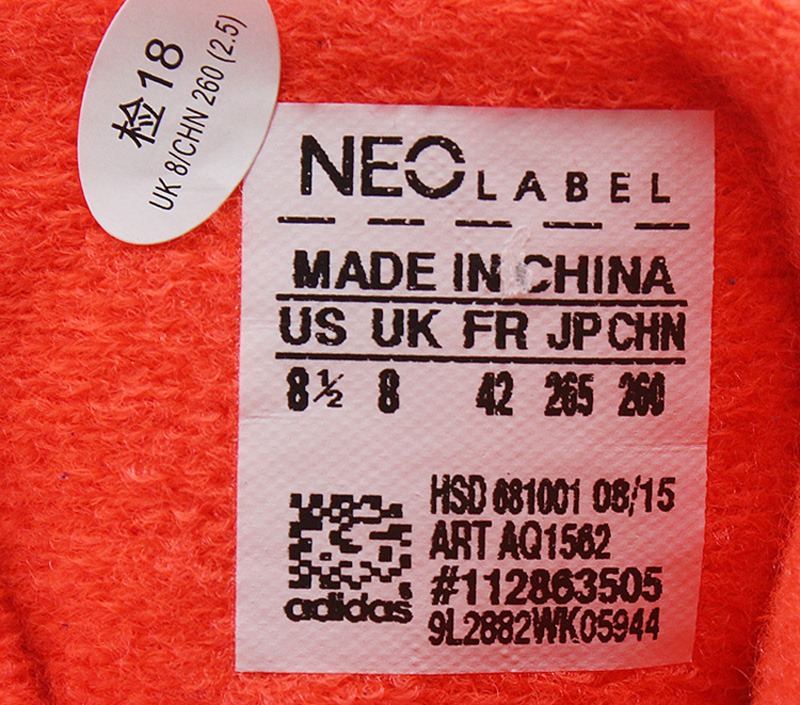 检18
UK 8/CHN 260 (2.5)
NEO LABEL
MADE IN CHINA
US UK FR JP CHN
8½ 8 42 265 260
HSD 681001 08/15
ART AQ1562
#112863505
adidas
9L2882WK05944